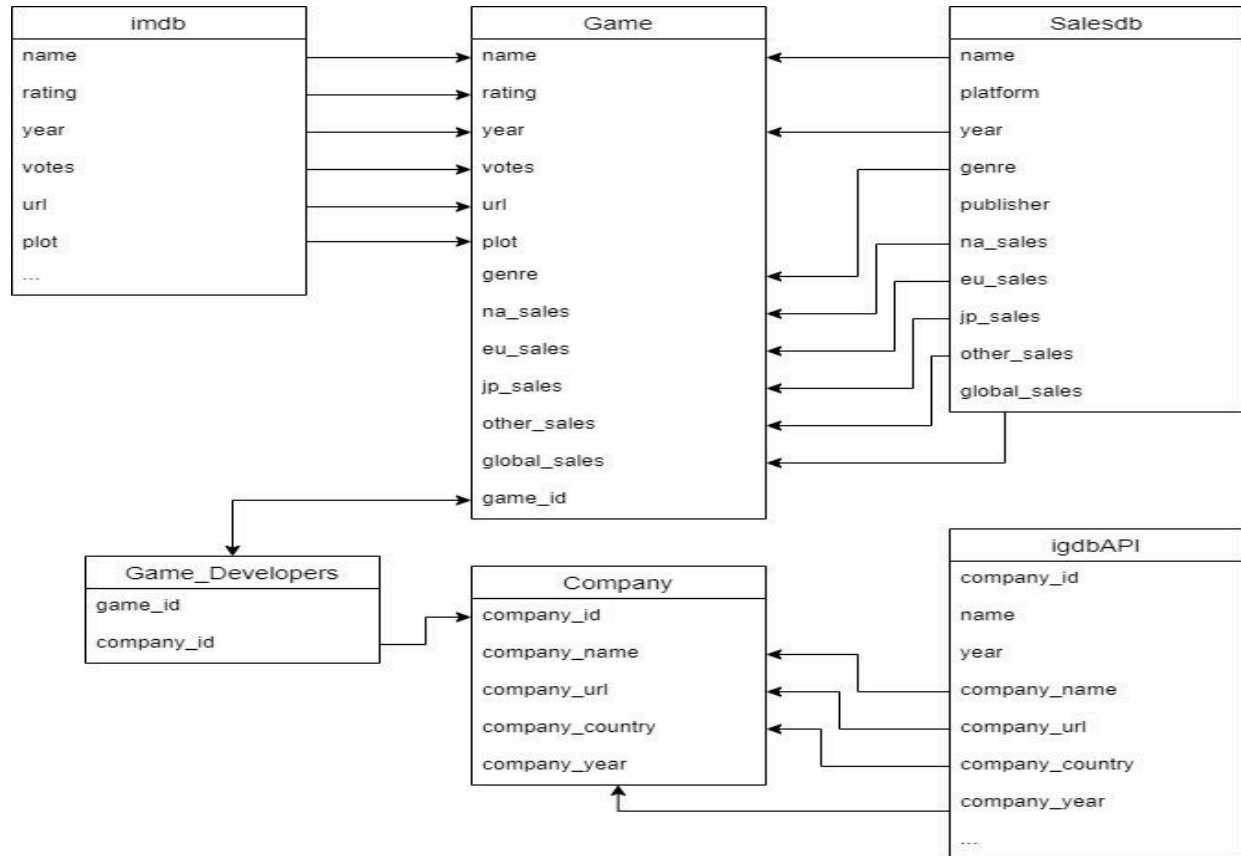 imdb
name
rating
year
votes
url
plot
...
Game
name
rating
year
votes
url
plot
genre
na_sales
eu_sales
jp_sales
other_sales
global_sales
game_id
Salesdb
name
platform
year
genre
publisher
na_sales
eu_sales
jp_sales
other_sales
global_sales
Game_Developers
game_id
company_id
Company
company_id
company_name
company_url
company_country
company_year
igdbAPI
company_id
name
year
company_name
company_url
company_country
company_year
...